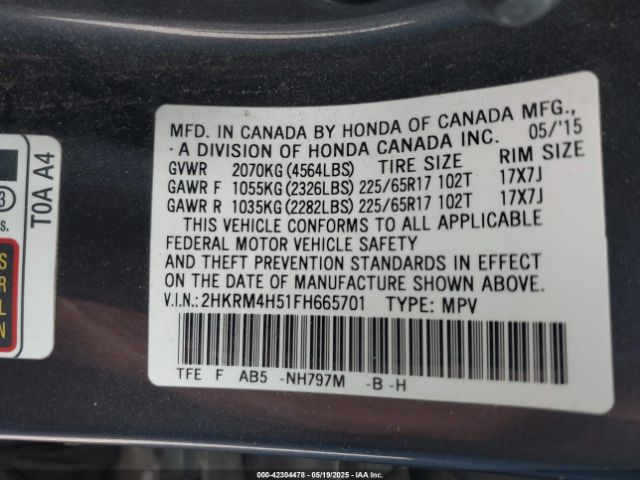 MFD. IN CANADA BY HONDA OF CANADA MFG.,
A DIVISION OF HONDA CANADA INC. 05/'15
GVWR 2070KG (4564LBS) TIRE SIZE RIM SIZE
GAWR F 1055KG (2326LBS) 225/65R17 102T 17X7J
GAWR R 1035KG (2282LBS) 225/65R17 102T 17X7J
THIS VEHICLE CONFORMS TO ALL APPLICABLE
FEDERAL MOTOR VEHICLE SAFETY
AND THEFT PREVENTION STANDARDS IN EFFECT
ON THE DATE OF MANUFACTURE SHOWN ABOVE.
V.I.N.: 2HKRM4H51FH665701 TYPE: MPV
TFE F AB5 -NH797M -B -H
T0A A4
000-42304478 - 05/19/2025 - IAA Inc.